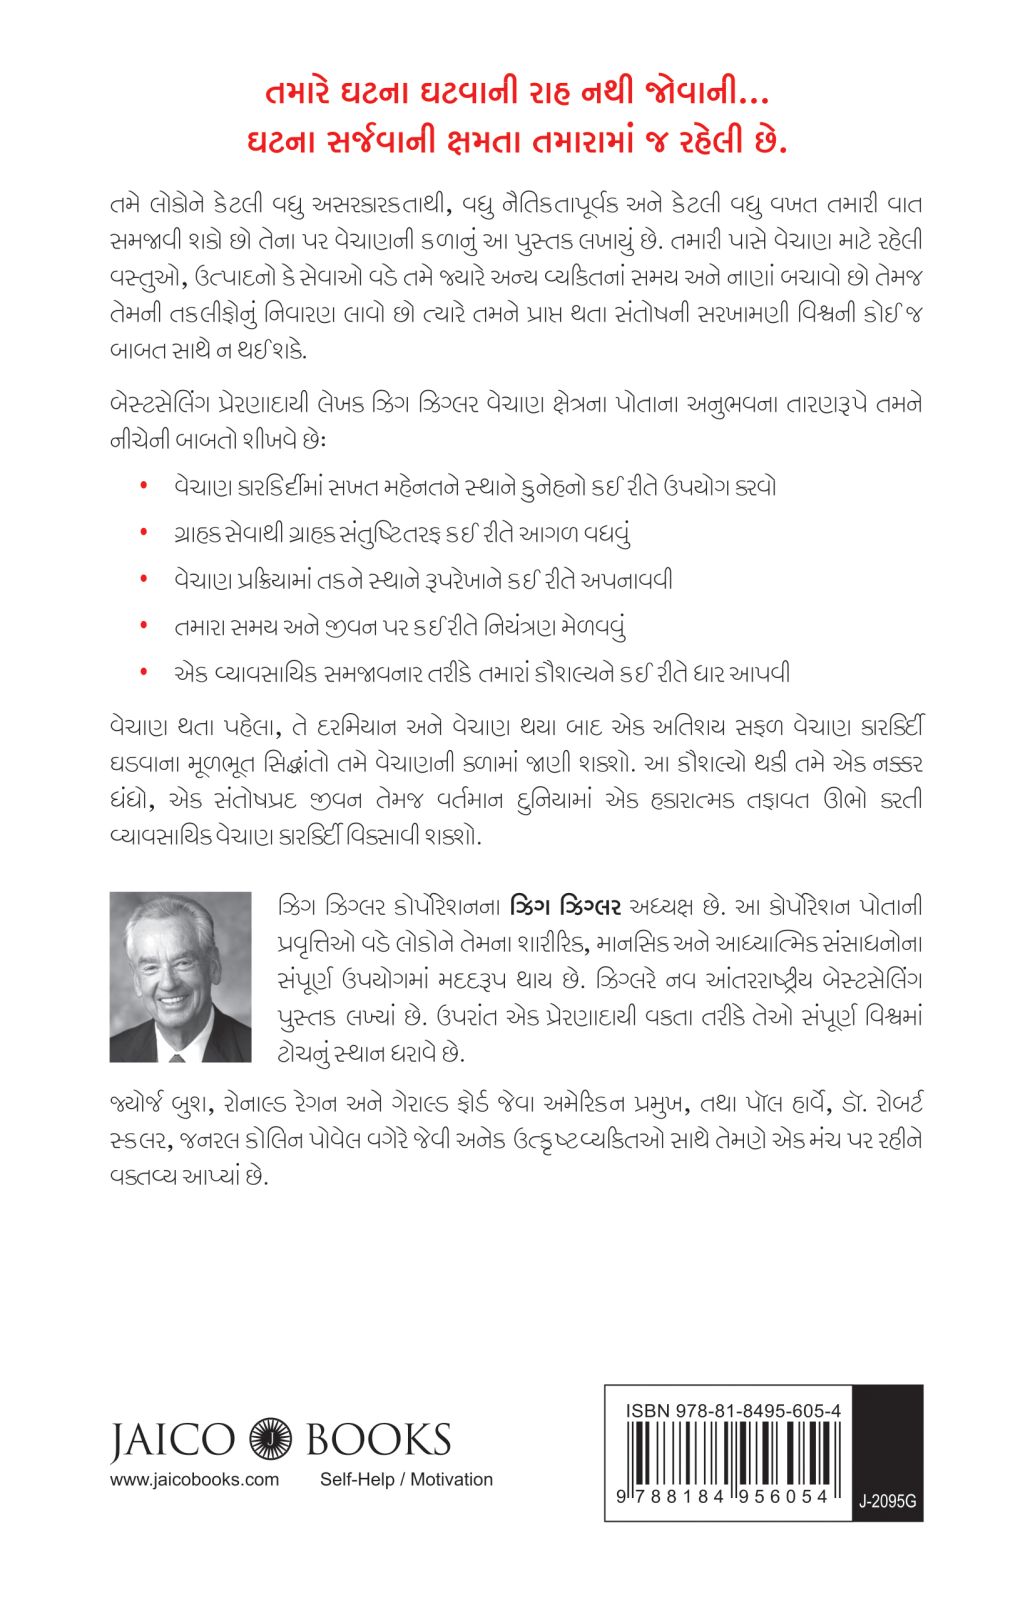 તમારે ઘટના ઘટવાની રાહ નથી જોવાની...
ઘટના સર્જવાની ક્ષમતા તમારામાં જ રહેલી છે.
તમે લોકોને કેટલી વધુ અસરકારકતાથી, વધુ નૈતિકતાપૂર્વક અને કેટલી વધુ વખત તમારી વાત
સમજાવી શકો છો તેના પર વેચાણની કળાનું આ પુસ્તક લખાયું છે. તમારી પાસે વેચાણ માટે રહેલી
વસ્તુઓ, ઉત્પાદનો કે સેવાઓ વડે તમે જ્યારે અન્ય વ્યક્તિનાં સમય અને નાણાં બચાવો છો તેમજ
તેમની તકલીફોનું નિવારણ લાવો છો ત્યારે તમને પ્રાપ્ત થતા સંતોષની સરખામણી વિશ્વની કોઈ જ
બાબત સાથે ન થઈ શકે.
બેસ્ટસેલિંગ પ્રેરણાદાયી લેખક ઝિગ ઝિગ્લર વેચાણ ક્ષેત્રના પોતાના અનુભવના તારણરૂપે તમને
નીચેની બાબતો શીખવે છેઃ
• વેચાણ કારકિર્દીમાં સખત મહેનતને સ્થાને કુનેહનો કઈ રીતે ઉપયોગ કરવો
• ગ્રાહક સેવાથી ગ્રાહક સંતુષ્ટિ તરફ કઈ રીતે આગળ વધવું
• વેચાણ પ્રક્રિયામાં તકને સ્થાને રૂપરેખાને કઈ રીતે અપનાવવી
• તમારા સમય અને જીવન પર કઈ રીતે નિયંત્રણ મેળવવું
• એક વ્યાવસાયિક સમજાવનાર તરીકે તમારાં કૌશલ્યને કઈ રીતે ધાર આપવી
વેચાણ થતા પહેલા, તે દરમિયાન અને વેચાણ થયા બાદ એક અતિશય સફળ વેચાણ કારકિર્દી
ઘડવાના મૂળભૂત સિદ્ધાંતો તમે વેચાણની કળામાં જાણી શક્શો. આ કૌશલ્યો થકી તમે એક નક્કર
ધંધો, એક સંતોષપ્રદ જીવન તેમજ વર્તમાન દુનિયામાં એક હકારાત્મક તફાવત ઊભો કરતી
વ્યાવસાયિક વેચાણ કારકિર્દી વિક્સાવી શક્શો.
ઝિગ ઝિગ્લર કોર્પોરેશનના ઝિગ ઝિગ્લર અધ્યક્ષ છે. આ કોર્પોરેશન પોતાની
પ્રવૃત્તિઓ વડે લોકોને તેમના શારીરિક, માનસિક અને આધ્યાત્મિક સંસાધનોના
સંપૂર્ણ ઉપયોગમાં મદદરૂપ થાય છે. ઝિગ્લરે નવ આંતરરાષ્ટ્રીય બેસ્ટસેલિંગ
પુસ્તક લખ્યાં છે. ઉપરાંત એક પ્રેરણાદાયી વક્તા તરીકે તેઓ સંપૂર્ણ વિશ્વમાં
ટોચનું સ્થાન ધરાવે છે.
જ્યોર્જ બુશ, રોનાલ્ડ રેગન અને ગેરાલ્ડ ફોર્ડ જેવા અમેરિકન પ્રમુખ, તથા પૉલ હાર્વે, ડૉ. રોબર્ટ
સ્કલર, જનરલ કોલિન પોવેલ વગેરે જેવી અનેક ઉત્કૃષ્ટ વ્યક્તિઓ સાથે તેમણે એક મંચ પર રહીને
વક્તવ્ય આપ્યાં છે.
JAICO J BOOKS
www.jaicobooks.com Self-Help / Motivation
ISBN 978-81-8495-605-4
9 788184 956054
J-2095G